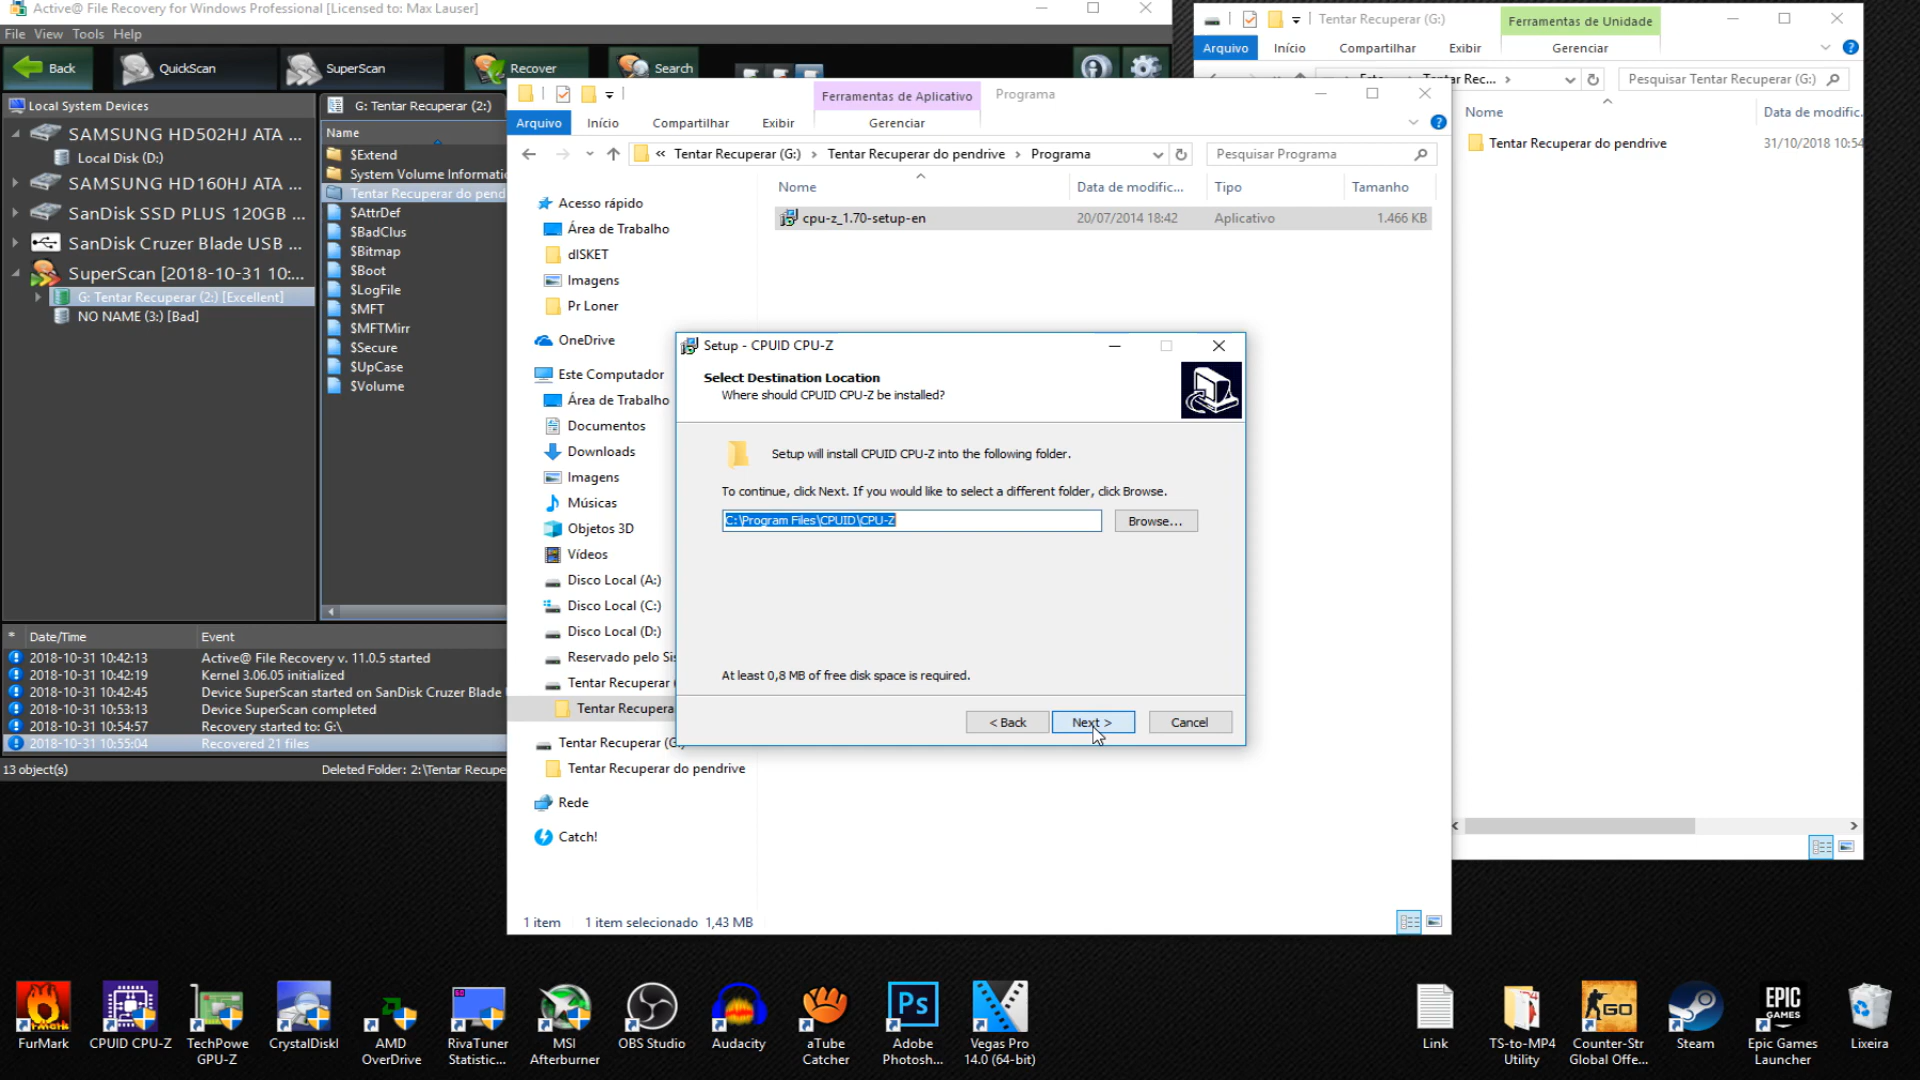 Active@ File Recovery for Windows Professional [Licensed to: Max Lauser]
File View Tools Help
Back
QuickScan
SuperScan
Recover
Search
Local System Devices
SAMSUNG HD502HJ ATA ...
Local Disk (D:)
SAMSUNG HD160HJ ATA ...
SanDisk SSD PLUS 120GB ...
SanDisk Cruzer Blade USB ...
SuperScan [2018-10-31 10:...
G: Tentar Recuperar (2:) [Excellent]
NO NAME (3:) [Bad]
G: Tentar Recuperar (2:)
Name
$Extend
System Volume Informati
Tentar Recuperar do pend
$AttrDef
$BadClus
$Bitmap
$Boot
$LogFile
$MFT
$MFTMirr
$Secure
$UpCase
$Volume
* Date/Time Event
2018-10-31 10:42:13 Active@ File Recovery v. 11.0.5 started
2018-10-31 10:42:19 Kernel 3.06.05 initialized
2018-10-31 10:42:45 Device SuperScan started on SanDisk Cruzer Blade
2018-10-31 10:53:13 Device SuperScan completed
2018-10-31 10:54:57 Recovery started to: G:\
2018-10-31 10:55:04 Recovered 21 files
13 object(s)
Deleted Folder: 2:\Tentar Recupe
Ferramentas de Aplicativo
Programa
Arquivo
Início
Compartilhar
Exibir
Gerenciar
« Tentar Recuperar (G:) › Tentar Recuperar do pendrive › Programa
Pesquisar Programa
Nome
Data de modific...
Tipo
Tamanho
cpu-z_1.70-setup-en
20/07/2014 18:42
Aplicativo
1.466 KB
Acesso rápido
Área de Trabalho
dISKET
Imagens
Pr Loner
OneDrive
Este Computador
Área de Trabalho
Documentos
Downloads
Imagens
Músicas
Objetos 3D
Vídeos
Disco Local (A:)
Disco Local (C:)
Disco Local (D:)
Reservado pelo Sis
Tentar Recuperar (
Tentar Recupera
Tentar Recuperar (G:)
Tentar Recuperar do pendrive
Rede
Catch!
1 item
1 item selecionado 1,43 MB
Setup - CPUID CPU-Z
Select Destination Location
Where should CPUID CPU-Z be installed?
Setup will install CPUID CPU-Z into the following folder.
To continue, click Next. If you would like to select a different folder, click Browse.
C:\Program Files\CPUID\CPU-Z
Browse...
At least 0,8 MB of free disk space is required.
< Back
Next >
Cancel
Tentar Recuperar (G:)
Ferramentas de Unidade
Arquivo
Início
Compartilhar
Exibir
Gerenciar
Tentar Rec... ›
Pesquisar Tentar Recuperar (G:)
Nome
Data de modific.
Tentar Recuperar do pendrive
31/10/2018 10:54
FurMark
CPUID CPU-Z
TechPowe
GPU-Z
CrystalDiskI
AMD
OverDrive
RivaTuner
Statistic...
MSI
Afterburner
OBS Studio
Audacity
aTube
Catcher
Ps
Adobe
Photosh...
Vegas Pro
14.0 (64-bit)
Link
TS-to-MP4
Utility
GO
Counter-Str
Global Offe...
Steam
EPIC
GAMES
Epic Games
Launcher
Lixeira